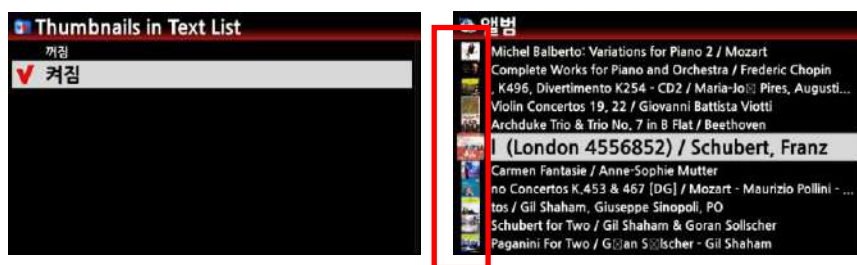 Thumbnails in Text List
꺼짐
켜짐
앨범
Michel Balberto: Variations for Piano 2 / Mozart
Complete Works for Piano and Orchestra / Frederic Chopin
, K496, Divertimento K254 - CD2 / Maria-Jo☒ Pires, Augusti...
Violin Concertos 19, 22 / Giovanni Battista Viotti
Archduke Trio & Trio No. 7 in B Flat / Beethoven
I (London 4556852) / Schubert, Franz
Carmen Fantasie / Anne-Sophie Mutter
no Concertos K.453 & 467 [DG] / Mozart - Maurizio Pollini - ...
tos / Gil Shaham, Giuseppe Sinopoli, PO
Schubert for Two / Gil Shaham & Goran Sollscher
Paganini For Two / G☒an S☒lscher - Gil Shaham